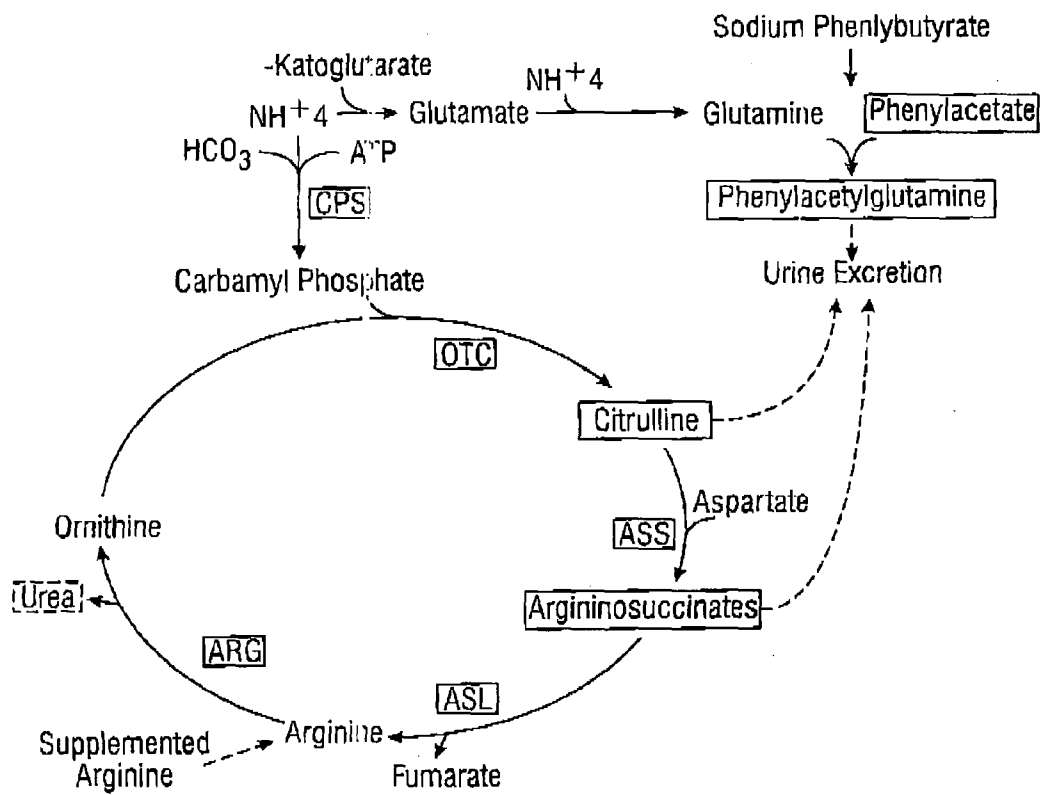 Sodium Phenlybutyrate
-Katoglutarate
NH+4
NH+4
Glutamate
Glutamine
Phenylacetate
HCO3
ATP
CPS
Phenylacetylglutamine
Carbamyl Phosphate
Urine Excretion
OTC
Citrulline
Aspartate
Ornithine
ASS
Urea
Argininosuccinates
ARG
ASL
Arginine
Supplemented
Arginine
Fumarate